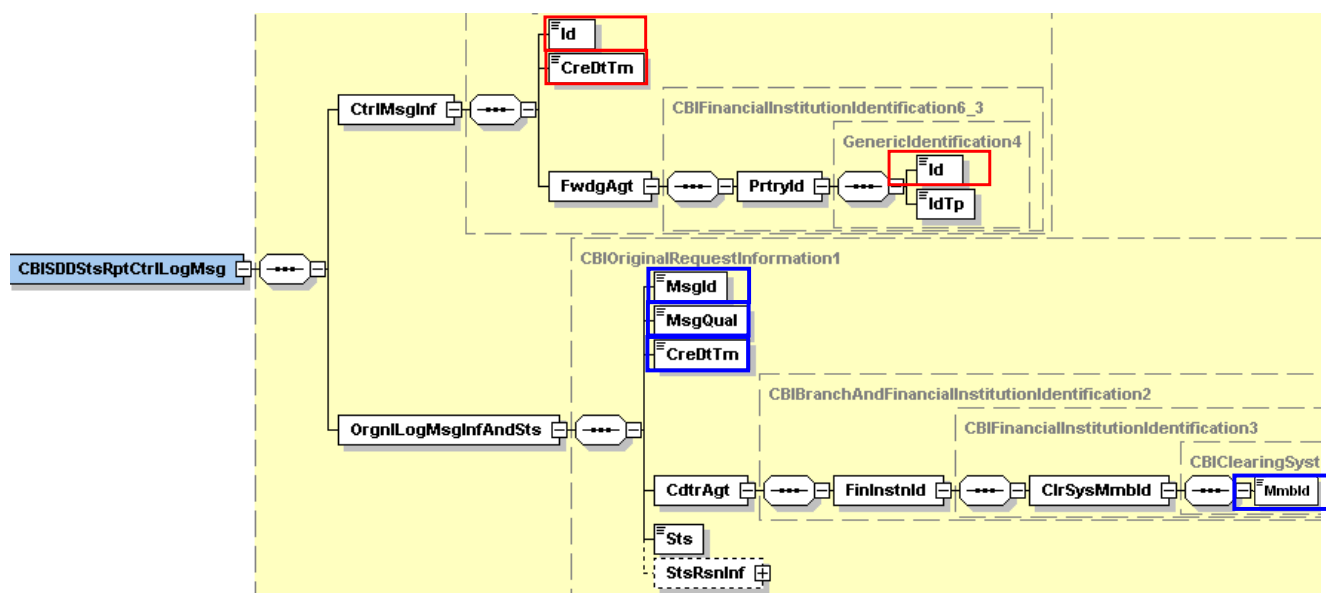 Id
CreDtTm
CtrlMsgInf
CBIFinancialInstitutionIdentification6_3
GenericIdentification4
Id
FwdgAgt
PrtryId
IdTp
CBISDDStsRptCtrlLogMsg
CBIOriginalRequestInformation1
MsgId
MsgQual
CreDtTm
CBIBranchAndFinancialInstitutionIdentification2
OrgnlLogMsgInfAndSts
CBIFinancialInstitutionIdentification3
CBIClearingSyst
CdtrAgt
FinInstnId
ClrSysMmbId
MmbId
Sts
StsRsnInf